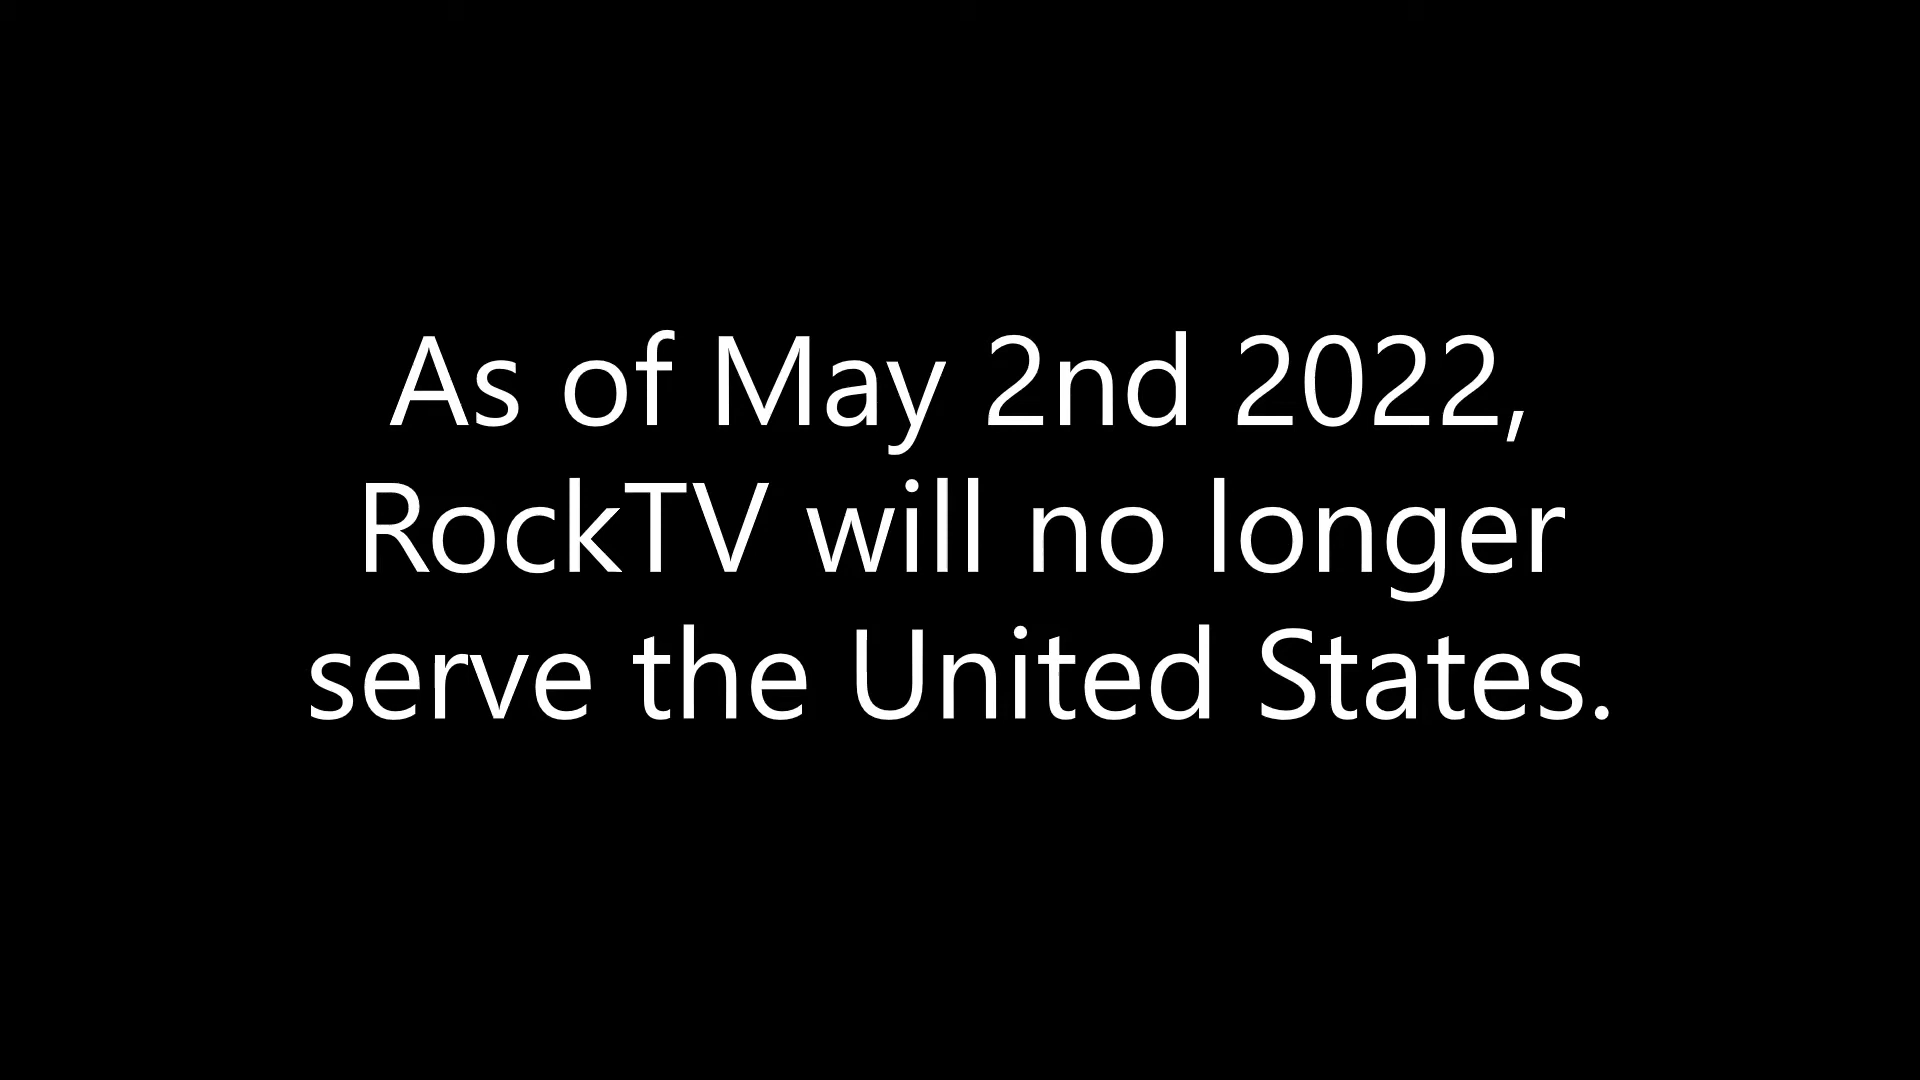 As of May 2nd 2022,
RockTV will no longer
serve the United States.